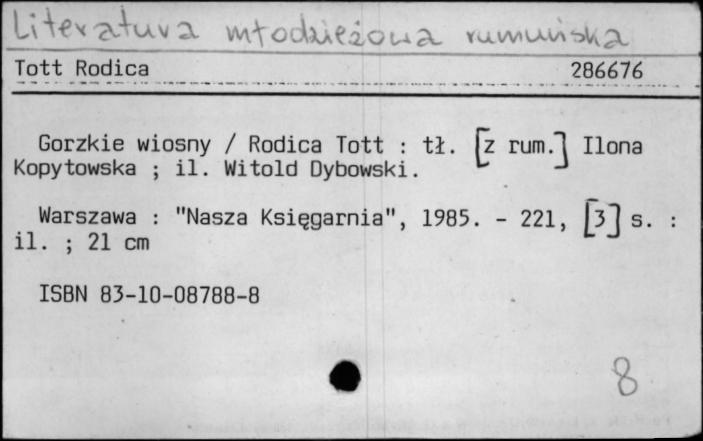 Literatura młodzieżowa rumuńska
Tott Rodica 286676
Gorzkie wiosny / Rodica Tott : tł. [z rum.] Ilona
Kopytowska ; il. Witold Dybowski.
Warszawa : "Nasza Księgarnia", 1985. - 221, [3] s. :
il. ; 21 cm
ISBN 83-10-08788-8
8